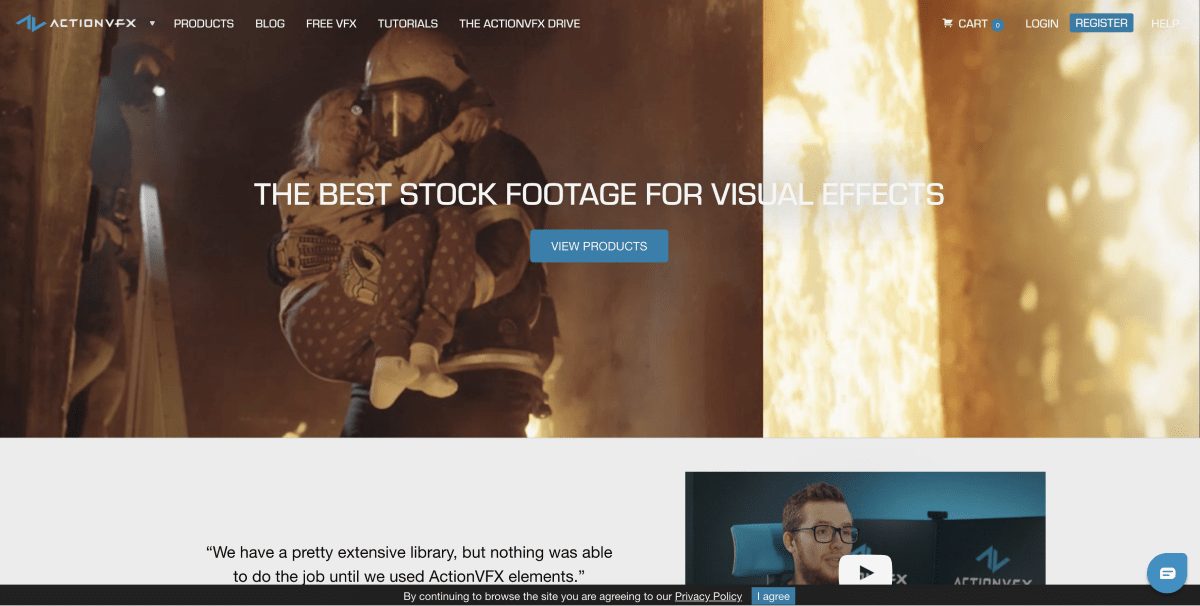 ACTIONVFX
PRODUCTS
BLOG
FREE VFX
TUTORIALS
THE ACTIONVFX DRIVE
CART 0
LOGIN
REGISTER
HELP
THE BEST STOCK FOOTAGE FOR VISUAL EFFECTS
VIEW PRODUCTS
“We have a pretty extensive library, but nothing was able
to do the job until we used ActionVFX elements.”
ACTIONVFX
By continuing to browse the site you are agreeing to our Privacy Policy I agree